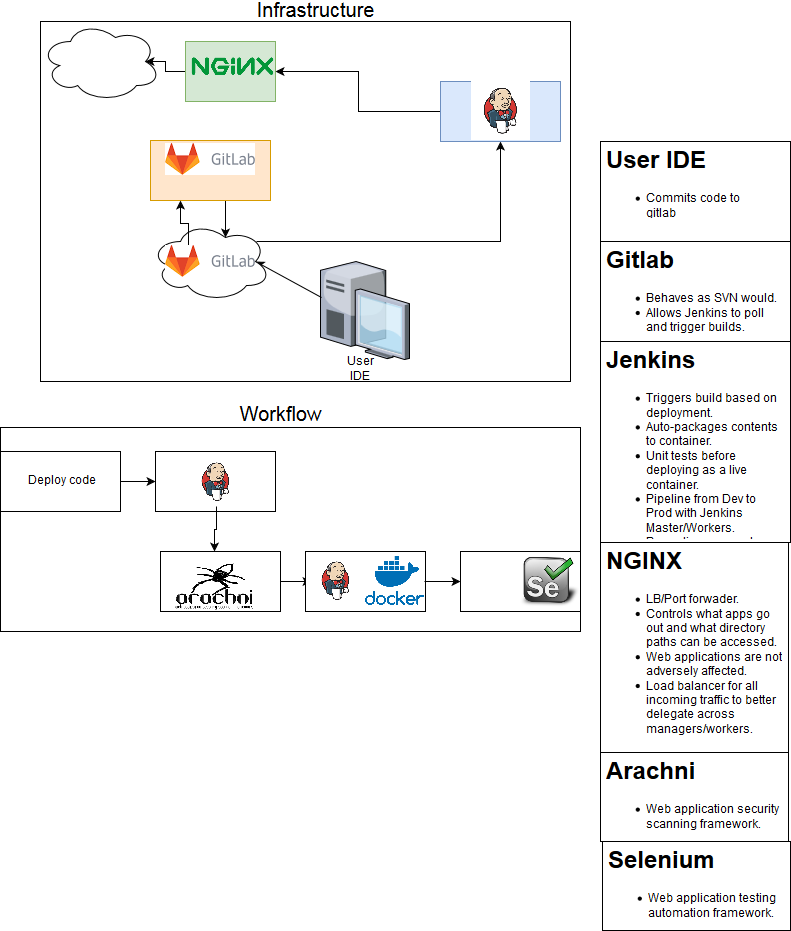 Infrastructure
NGINX
GitLab
GitLab
User
IDE
Workflow
Deploy code
arachni
docker
Se
User IDE
• Commits code to
gitlab
Gitlab
• Behaves as SVN would.
• Allows Jenkins to poll
and trigger builds.
Jenkins
• Triggers build based on
deployment.
• Auto-packages contents
to container.
• Unit tests before
deploying as a live
container.
• Pipeline from Dev to
Prod with Jenkins
Master/Workers.
NGINX
• LB/Port forwader.
• Controls what apps go
out and what directory
paths can be accessed.
• Web applications are not
adversely affected.
• Load balancer for all
incoming traffic to better
delegate across
managers/workers.
Arachni
• Web application security
scanning framework.
Selenium
• Web application testing
automation framework.